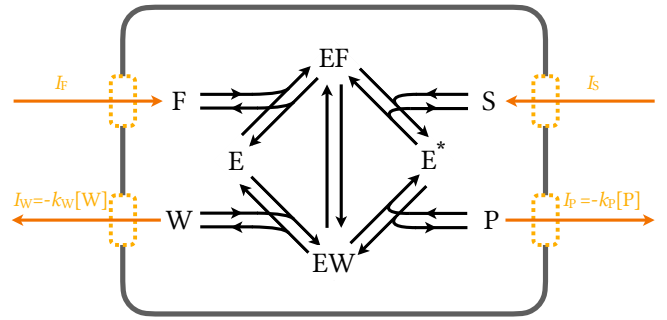 EF
I_F
I_S
F
S
E
E*
I_W=-k_W[W]
I_P=-k_P[P]
W
P
EW